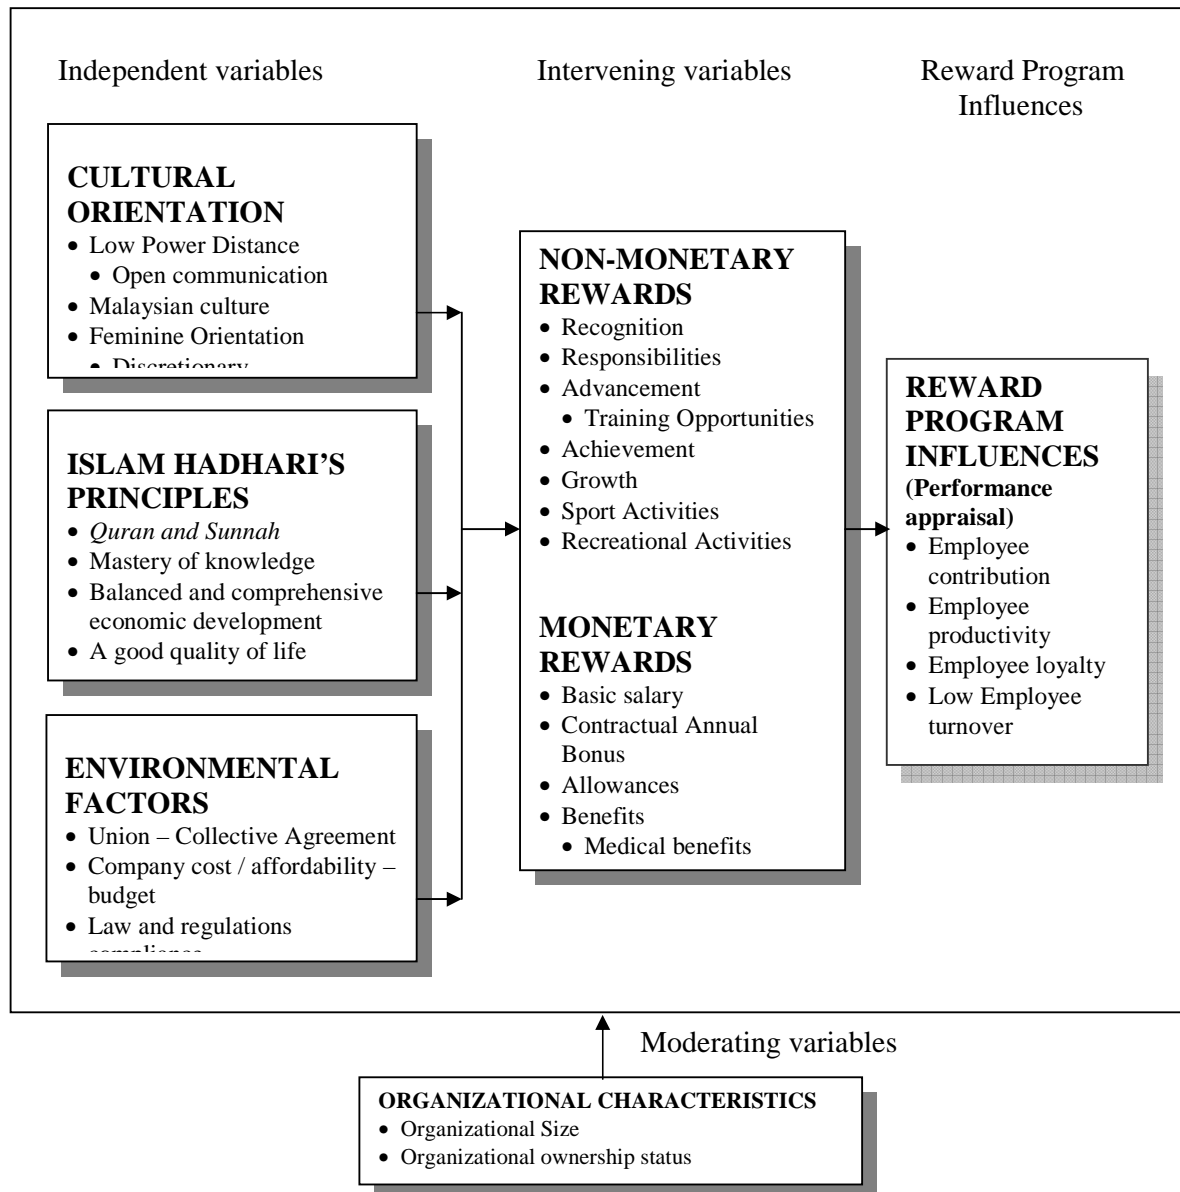 Independent variables
Intervening variables
Reward Program
Influences
CULTURAL
ORIENTATION
• Low Power Distance
• Open communication
• Malaysian culture
• Feminine Orientation
• Discretionary
ISLAM HADHARI’S
PRINCIPLES
• Quran and Sunnah
• Mastery of knowledge
• Balanced and comprehensive
economic development
• A good quality of life
ENVIRONMENTAL
FACTORS
• Union – Collective Agreement
• Company cost / affordability –
budget
• Law and regulations
compliance
NON-MONETARY
REWARDS
• Recognition
• Responsibilities
• Advancement
• Training Opportunities
• Achievement
• Growth
• Sport Activities
• Recreational Activities
MONETARY
REWARDS
• Basic salary
• Contractual Annual
Bonus
• Allowances
• Benefits
• Medical benefits
REWARD
PROGRAM
INFLUENCES
(Performance
appraisal)
• Employee
contribution
• Employee
productivity
• Employee loyalty
• Low Employee
turnover
Moderating variables
ORGANIZATIONAL CHARACTERISTICS
• Organizational Size
• Organizational ownership status